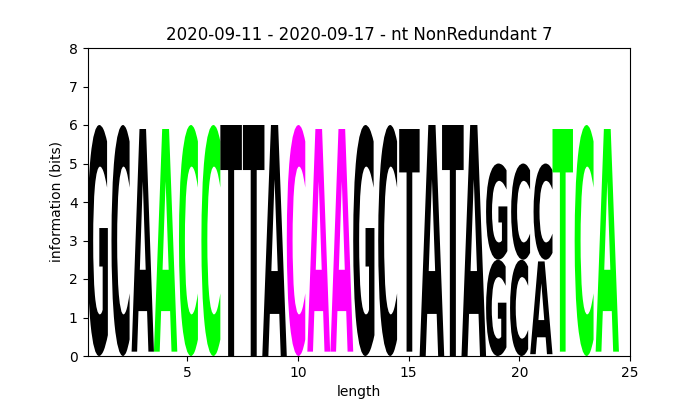 2020-09-11 - 2020-09-17 - nt NonRedundant 7
8
7
6
5
4
3
2
1
0
information (bits)
GCAACCTTACAAGCTATAGCCTCA
GCA
5 10 15 20 25
length